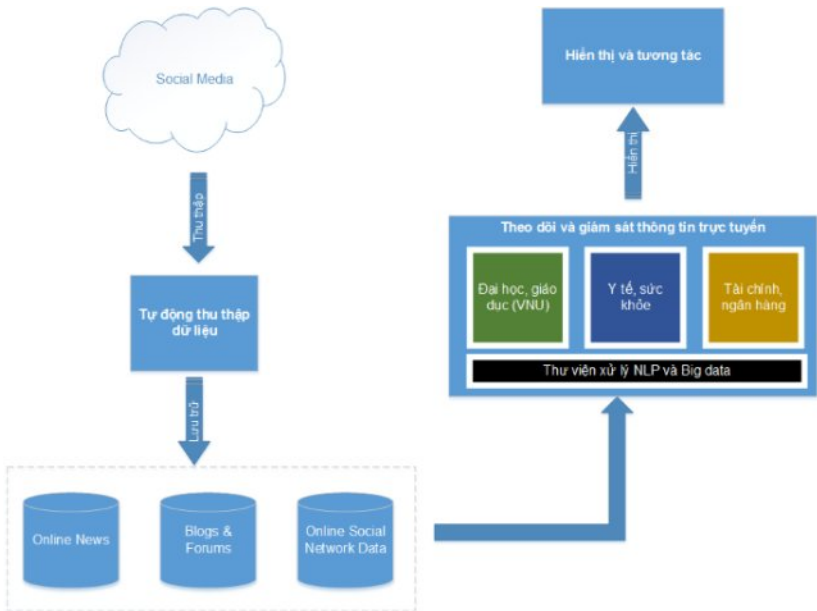 Social Media
Thu thập
Tự động thu thập
dữ liệu
Lưu trữ
Online News
Blogs &
Forums
Online Social
Network Data
Hiển thị và tương tác
Hiển thị
Theo dõi và giám sát thông tin trực tuyến
Đại học, giáo
dục (VNU)
Y tế, sức
khỏe
Tài chính,
ngân hàng
Thư viện xử lý NLP và Big data